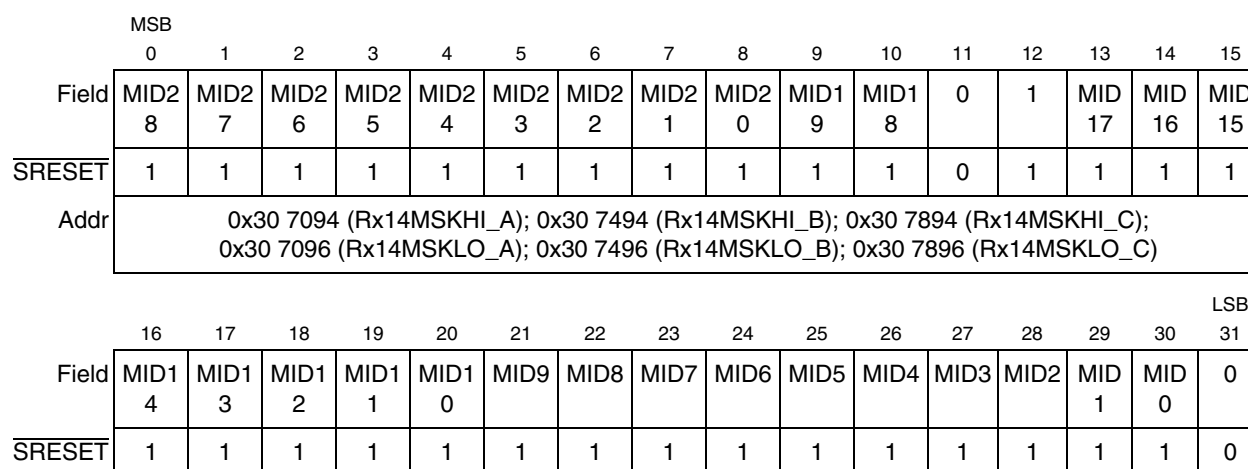 MSB
0 1 2 3 4 5 6 7 8 9 10 11 12 13 14 15
Field MID2 MID2 MID2 MID2 MID2 MID2 MID2 MID2 MID2 MID1 MID1 0 1 MID MID MID
8 7 6 5 4 3 2 1 0 9 8 17 16 15
SRESET 1 1 1 1 1 1 1 1 1 1 1 0 1 1 1 1
Addr 0x30 7094 (Rx14MSKHI_A); 0x30 7494 (Rx14MSKHI_B); 0x30 7894 (Rx14MSKHI_C);
0x30 7096 (Rx14MSKLO_A); 0x30 7496 (Rx14MSKLO_B); 0x30 7896 (Rx14MSKLO_C)
LSB
16 17 18 19 20 21 22 23 24 25 26 27 28 29 30 31
Field MID1 MID1 MID1 MID1 MID1 MID9 MID8 MID7 MID6 MID5 MID4 MID3 MID2 MID MID 0
4 3 2 1 0 1 0
SRESET 1 1 1 1 1 1 1 1 1 1 1 1 1 1 1 0